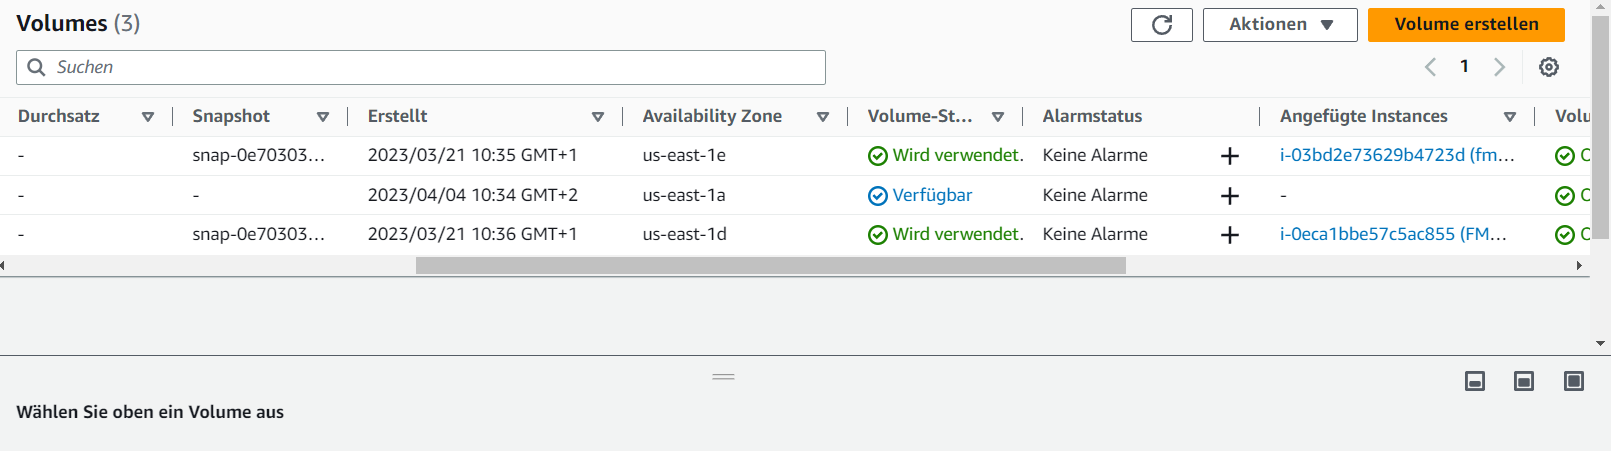 Volumes (3)
Aktionen
Volume erstellen
Suchen
1
Durchsatz Snapshot Erstellt Availability Zone Volume-St... Alarmstatus Angefügte Instances Volu
- snap-0e70303... 2023/03/21 10:35 GMT+1 us-east-1e Wird verwendet. Keine Alarme + i-03bd2e73629b4723d (fm... O
- - 2023/04/04 10:34 GMT+2 us-east-1a Verfügbar Keine Alarme + - O
- snap-0e70303... 2023/03/21 10:36 GMT+1 us-east-1d Wird verwendet. Keine Alarme + i-0eca1bbe57c5ac855 (FM... O
Wählen Sie oben ein Volume aus